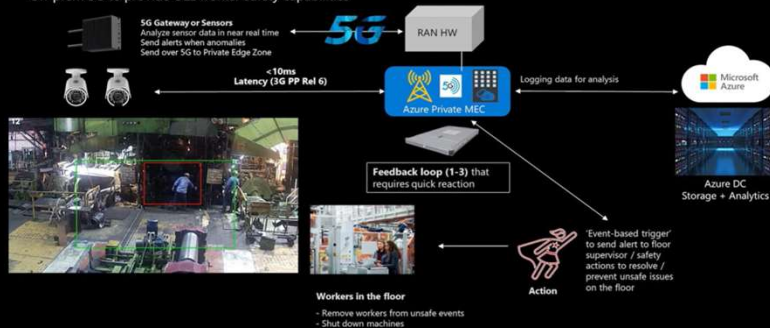 5G Gateway or Sensors
Analyze sensor data in near real time
Send alerts when anomalies
Send over 5G to Private Edge Zone
5G
RAN HW
<10ms
Latency (3G PP Rel 6)
5G
Azure Private MEC
Logging data for analysis
Microsoft
Azure
Feedback loop (1-3) that
requires quick reaction
Azure DC
Storage + Analytics
'Event-based trigger'
to send alert to floor
supervisor / safety
actions to resolve /
prevent unsafe issues
on the floor
Action
Workers in the floor
- Remove workers from unsafe events
- Shut down machines